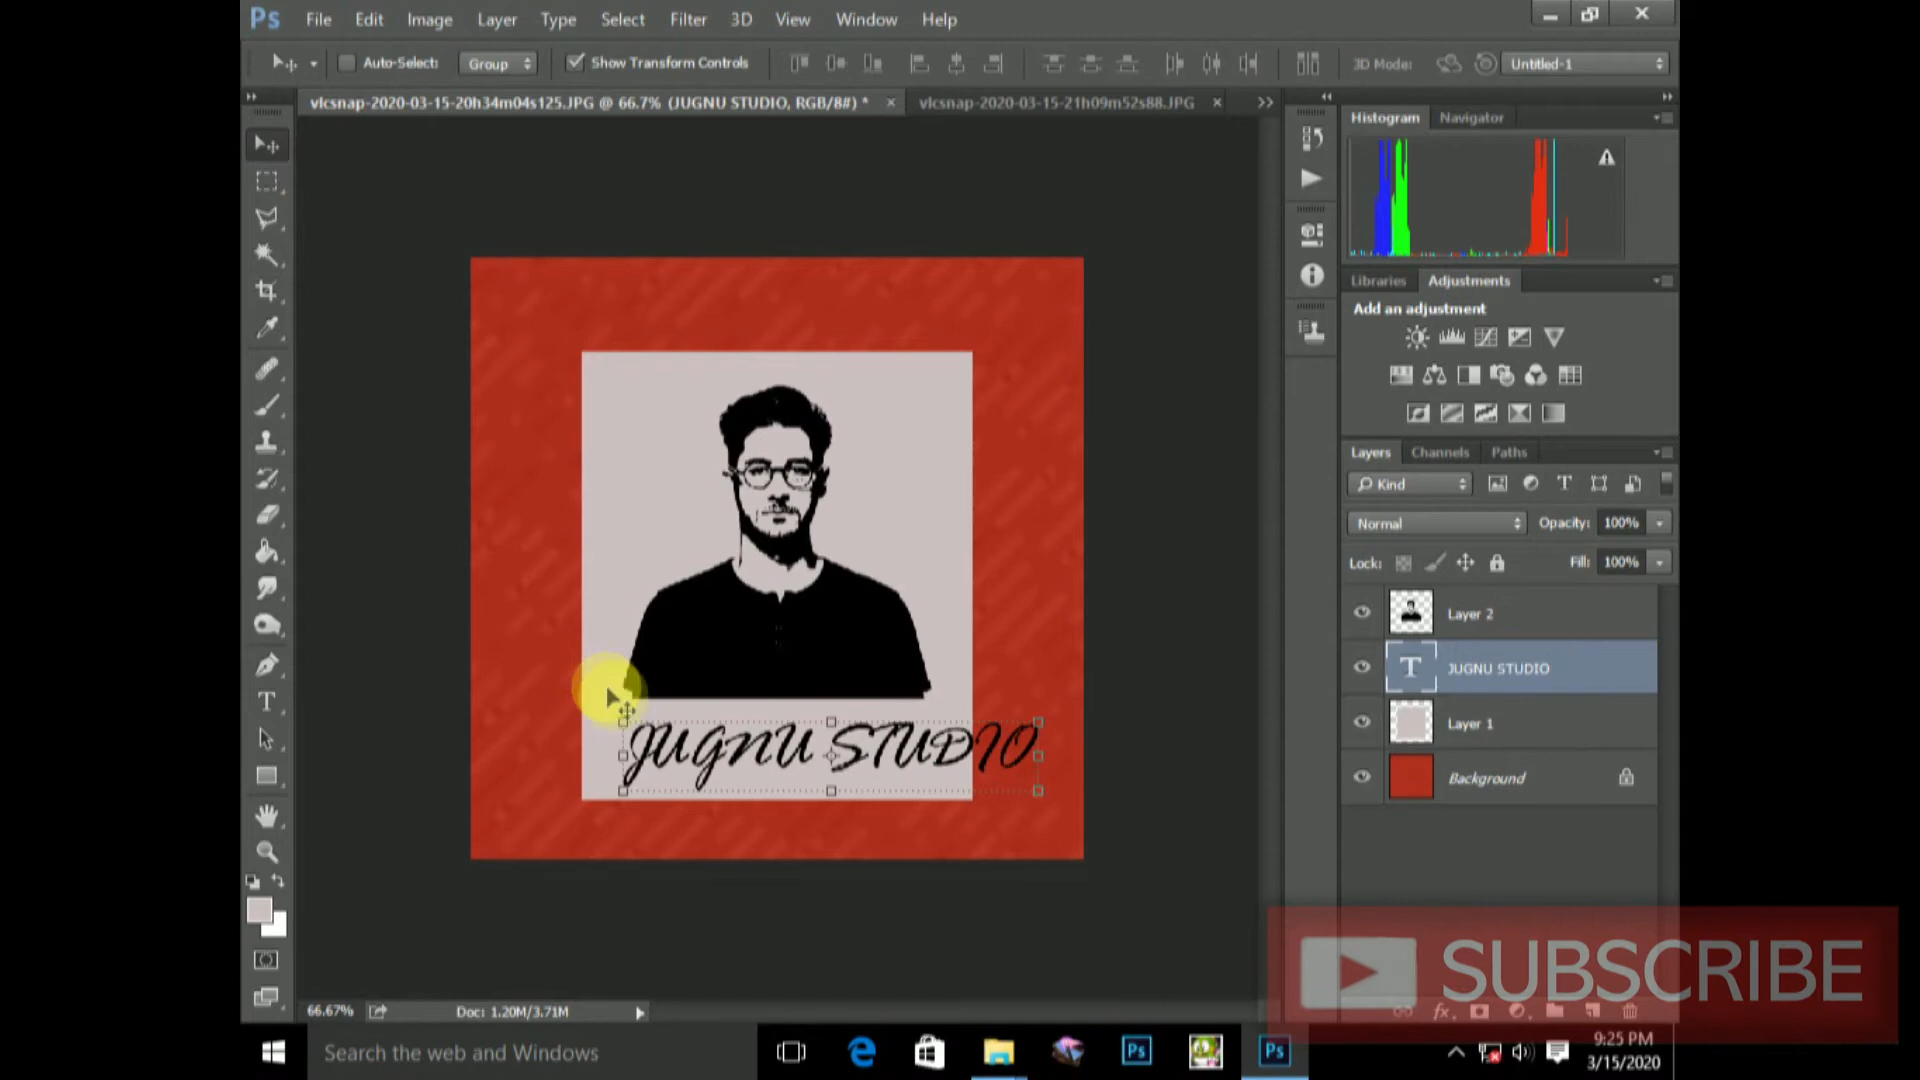 Ps File Edit Image Layer Type Select Filter 3D View Window Help
Auto-Select: Group Show Transform Controls 3D Mode: Untitled-1
vlcsnap-2020-03-15-20h34m04s125.JPG @ 66.7% (JUGNU STUDIO, RGB/8#) * × vlcsnap-2020-03-15-21h09m52s88.JPG ×
Histogram Navigator
Libraries Adjustments
Add an adjustment
Layers Channels Paths
Kind
Normal Opacity: 100%
Lock: Fill: 100%
Layer 2
JUGNU STUDIO
Layer 1
Background
JUGNU STUDIO
SUBSCRIBE
66.67% Doc: 1.20M/3.71M
Search the web and Windows
Ps
Ps
9:25 PM
3/15/2020